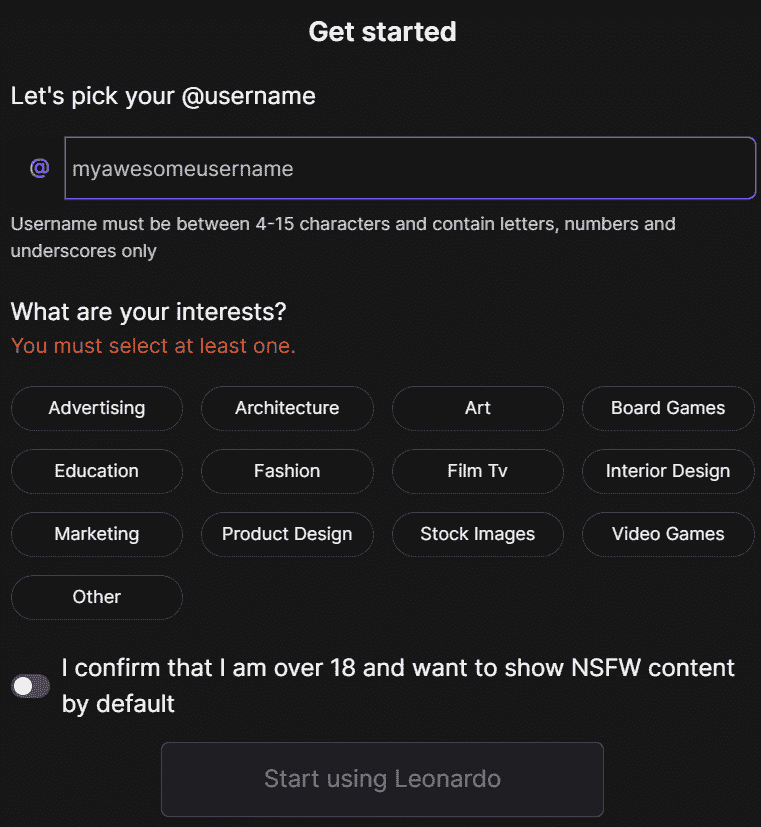 Get started
Let's pick your @username
@ myawesomeusername
Username must be between 4-15 characters and contain letters, numbers and
underscores only
What are your interests?
You must select at least one.
Advertising Architecture Art Board Games
Education Fashion Film Tv Interior Design
Marketing Product Design Stock Images Video Games
Other
I confirm that I am over 18 and want to show NSFW content
by default
Start using Leonardo